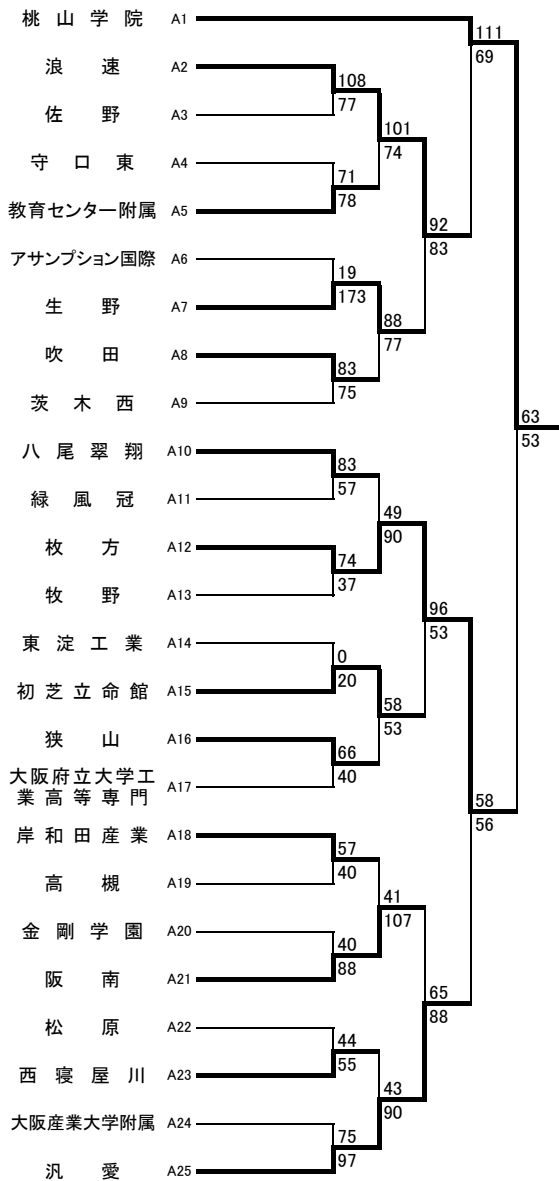 桃山学院 A1
111
69
浪速 A2
108
77
佐野 A3
101
74
守口東 A4
71
78
教育センター附属 A5
92
83
アサンプション国際 A6
19
173
生野 A7
88
77
吹田 A8
83
75
茨木西 A9
63
53
八尾翠翔 A10
83
57
緑風冠 A11
49
90
枚方 A12
74
37
牧野 A13
96
53
東淀工業 A14
0
20
初芝立命館 A15
58
53
狭山 A16
66
40
大阪府立大学工
業高等専門 A17
58
56
岸和田産業 A18
57
40
高槻 A19
41
107
金剛学園 A20
40
88
阪南 A21
65
88
松原 A22
44
55
西寝屋川 A23
43
90
大阪産業大学附属 A24
75
97
汎愛 A25